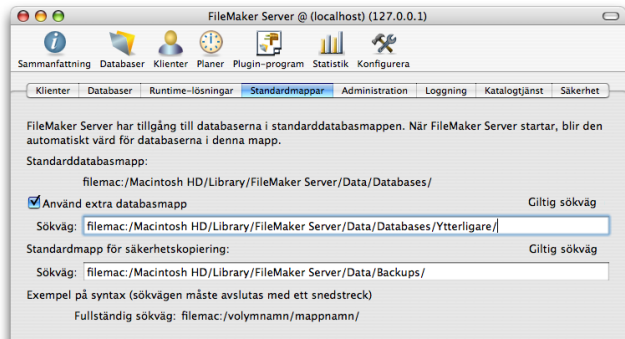 FileMaker Server @ (localhost) (127.0.0.1)
Sammanfattning Databaser Klienter Planer Plugin-program Statistik Konfigurera
Klienter Databaser Runtime-lösningar Standardmappar Administration Loggning Katalogtjänst Säkerhet
FileMaker Server har tillgång till databaserna i standarddatabasmappen. När FileMaker Server startar, blir den
automatiskt värd för databaserna i denna mapp.
Standarddatabasmapp:
filemac:/Macintosh HD/Library/FileMaker Server/Data/Databases/
Använd extra databasmapp Giltig sökväg
Sökväg: filemac:/Macintosh HD/Library/FileMaker Server/Data/Databases/Ytterligare/
Standardmapp för säkerhetskopiering: Giltig sökväg
Sökväg: filemac:/Macintosh HD/Library/FileMaker Server/Data/Backups/
Exempel på syntax (sökvägen måste avslutas med ett snedstreck)
Fullständig sökväg: filemac:/volymnamn/mappnamn/